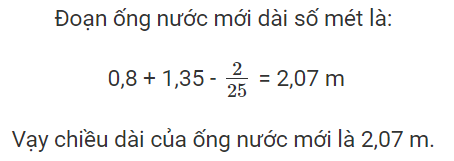 Đoạn ống nước mới dài số mét là:
0,8 + 1,35 - 2/25 = 2,07 m
Vạy chiều dài của ống nước mới là 2,07 m.